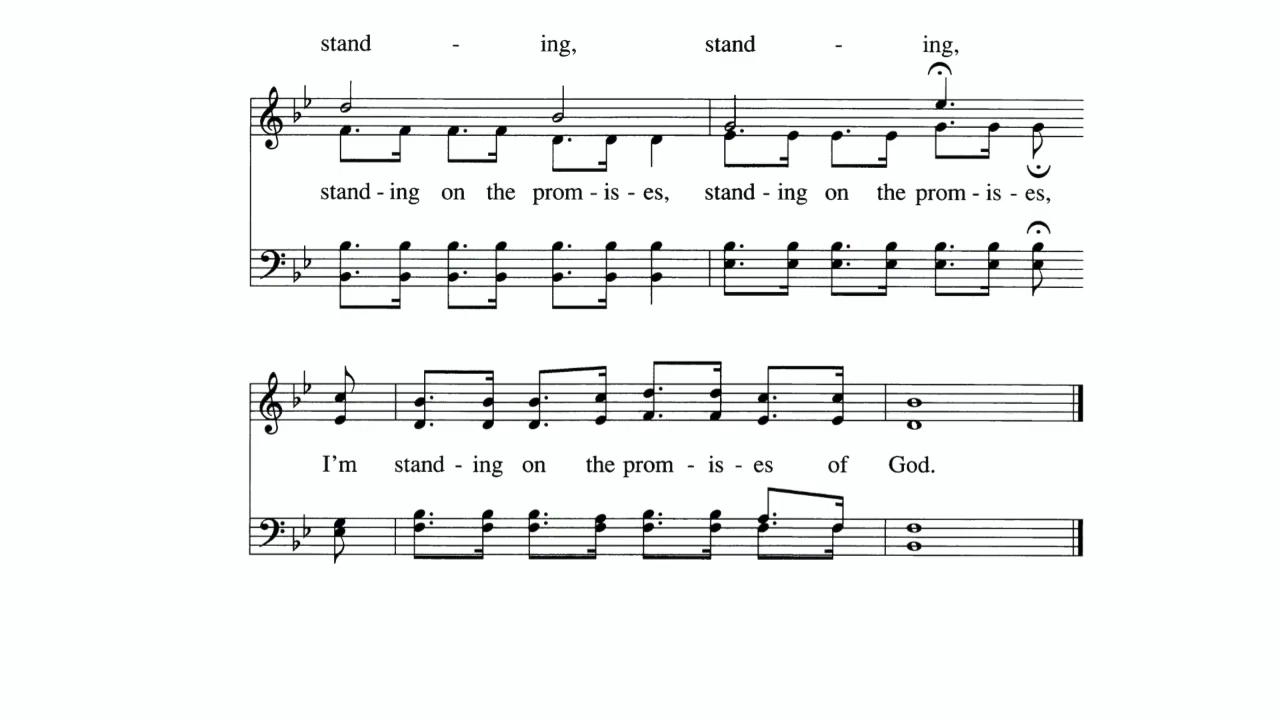 stand - ing, stand - ing,
stand - ing on the prom - is - es, stand - ing on the prom - is - es,
I'm stand - ing on the prom - is - es of God.